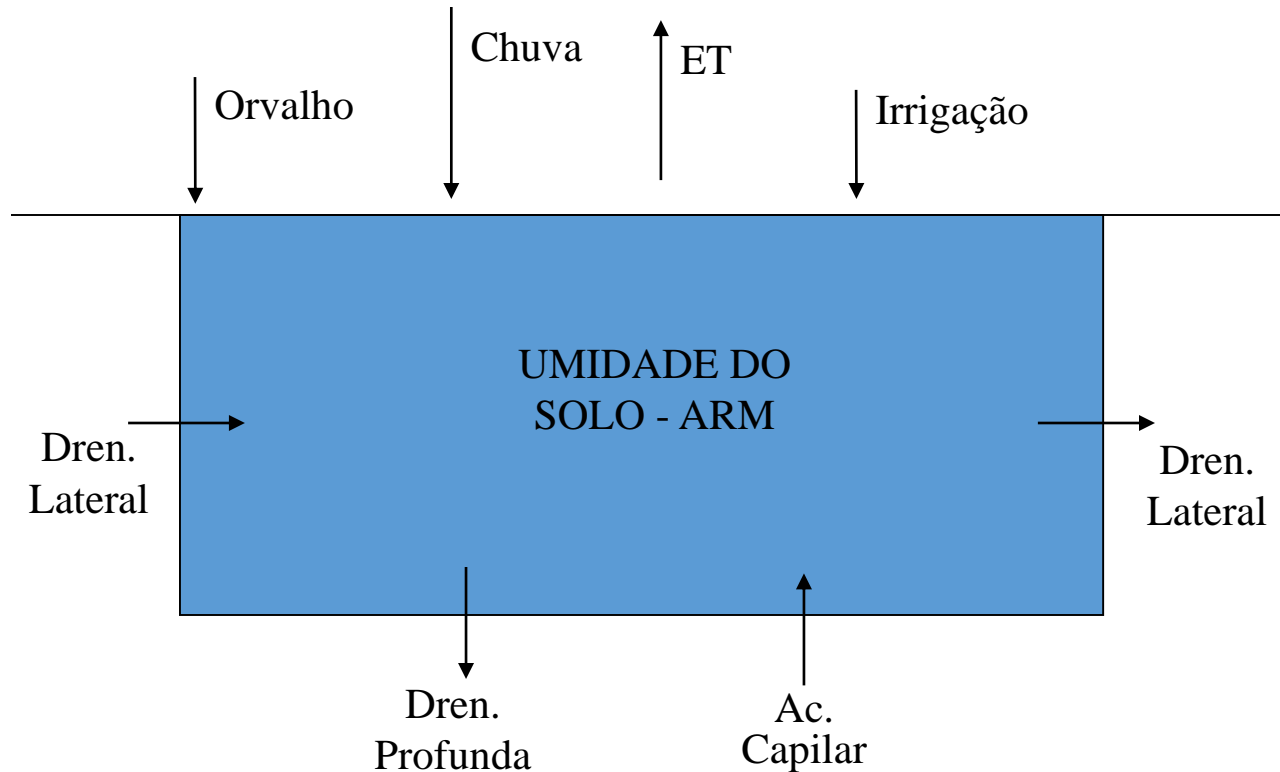 Chuva
ET
Orvalho
Irrigação
UMIDADE DO
SOLO - ARM
Dren.
Lateral
Dren.
Lateral
Dren.
Profunda
Ac.
Capilar